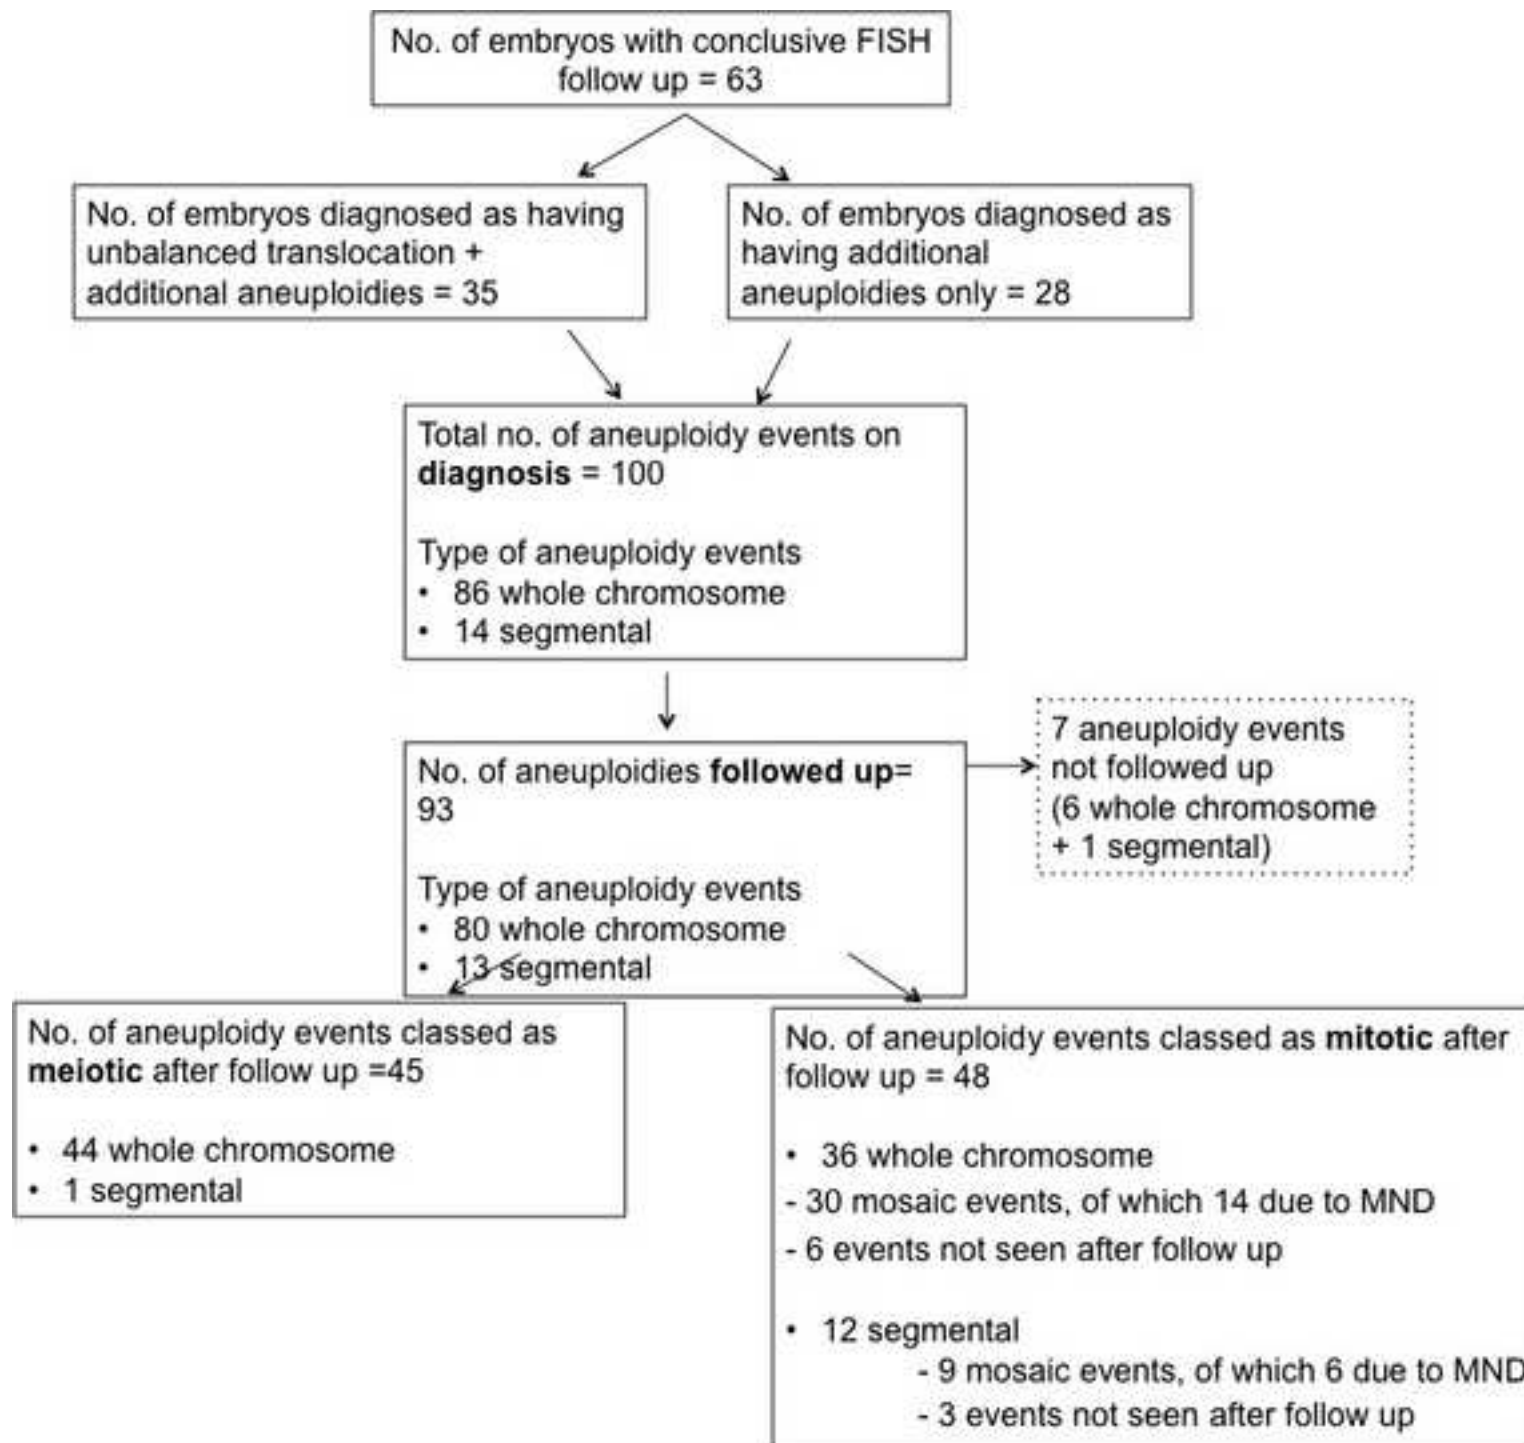 No. of embryos with conclusive FISH
follow up = 63
No. of embryos diagnosed as having
unbalanced translocation +
additional aneuploidies = 35
No. of embryos diagnosed as
having additional
aneuploidies only = 28
Total no. of aneuploidy events on
diagnosis = 100
Type of aneuploidy events
• 86 whole chromosome
• 14 segmental
No. of aneuploidies followed up=
93
Type of aneuploidy events
• 80 whole chromosome
• 13 segmental
7 aneuploidy events
not followed up
(6 whole chromosome
+ 1 segmental)
No. of aneuploidy events classed as
meiotic after follow up =45
• 44 whole chromosome
• 1 segmental
No. of aneuploidy events classed as mitotic after
follow up = 48
• 36 whole chromosome
- 30 mosaic events, of which 14 due to MND
- 6 events not seen after follow up
• 12 segmental
- 9 mosaic events, of which 6 due to MND
- 3 events not seen after follow up